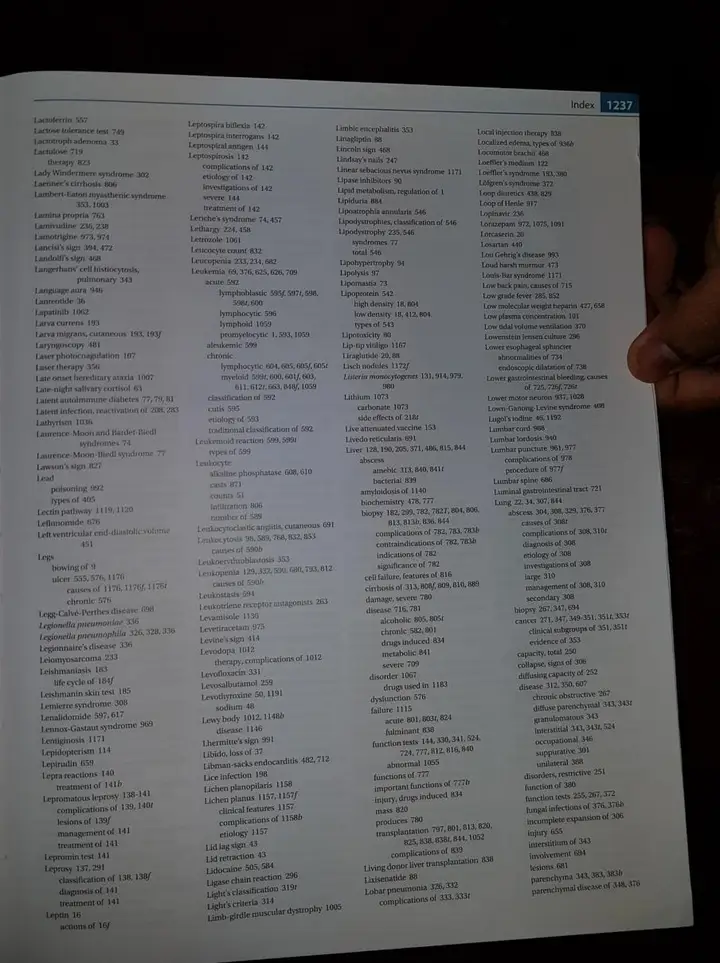 Index 1237
Lactoferrin 557
Lactose tolerance test 749
Lactotroph adenoma 33
Lactulose 719
therapy 823
Lady Windermere syndrome 302
Laennec's cirrhosis 806
Lambert-Eaton myasthenic syndrome
353, 1003
Lamina propria 763
Lamivudine 236, 238
Lamotrigine 973, 974
Lancisi's sign 394, 472
Landolfi's sign 468
Langerhans' cell histiocytosis,
pulmonary 343
Language aura 946
Lanreotide 36
Lapatinib 1062
Larva currens 193
Larva migrans, cutaneous 193, 193f
Laryngoscopy 481
Laser photocoagulation 107
Laser therapy 356
Late onset hereditary ataxia 1007
Late-night salivary cortisol 61
Latent autoimmune diabetes 77, 79, 81
Latent infection, reactivation of 208, 283
Lathyrism 1036
Laurence-Moon and Bardet-Biedl
syndromes 74
Laurence-Moon-Biedl syndrome 77
Lawson's sign 827
Lead
poisoning 992
types of 405
Lectin pathway 1119, 1120
Leflunomide 676
Left ventricular end-diastolic volume
451
Legs
bowing of 9
ulcer 555, 576, 1176
causes of 1176, 1176f, 1176t
chronic 576
Legg-Calvé-Perthes disease 698
Legionella pneumoniae 336
Legionella pneumophila 326, 328, 336
Legionnaire's disease 336
Leiomyosarcoma 233
Leishmaniasis 183
life cycle of 184f
Leishmanin skin test 185
Lemierre syndrome 308
Lenalidomide 597, 617
Lennox-Gastaut syndrome 969
Lentiginosis 1171
Lepidopterism 114
Lepirudin 659
Lepra reactions 140
treatment of 141b
Lepromatous leprosy 138-141
complications of 139, 140t
lesions of 139f
management of 141
treatment of 141
Lepromin test 141
Leprosy 137, 291
classification of 138, 138f
diagnosis of 141
treatment of 141
Leptin 16
actions of 16f
Leptospira biflexia 142
Leptospira interrogans 142
Leptospiral antigen 144
Leptospirosis 142
complications of 142
etiology of 142
investigations of 142
severe 144
treatment of 142
Leriche's syndrome 74, 457
Lethargy 224, 458
Letrozole 1061
Leucocyte count 832
Leucopenia 233, 234, 682
Leukemia 69, 376, 625, 626, 709
acute 592
lymphoblastic 595f, 597t, 598,
598t, 600
lymphocytic 596
lymphoid 1059
promyelocytic 1, 593, 1059
aleukemic 599
chronic
lymphocytic 604, 605, 605f, 605t
myeloid 599t, 600, 601f, 603,
611, 612t, 663, 848f, 1059
classification of 592
cutis 595
etiology of 593
traditional classification of 592
Leukemoid reaction 599, 599t
types of 599
Leukocyte
alkaline phosphatase 608, 610
casts 871
counts 51
infiltration 806
number of 589
Leukocytoclastic angiitis, cutaneous 691
Leukocytosis 98, 589, 768, 832, 853
causes of 590b
Leukoerythroblastosis 353
Leukopenia 129, 332, 590, 680, 793, 812
causes of 590b
Leukostasis 594
Leukotriene receptor antagonists 263
Levamisole 1150
Levetiracetam 975
Levine's sign 414
Levodopa 1012
therapy, complications of 1012
Levofloxacin 331
Levosalbutamol 259
Levothyroxine 50, 1191
sodium 48
Lewy body 1012, 1148b
disease 1146
Lhermitte's sign 991
Libido, loss of 37
Libman-sacks endocarditis 482, 712
Lice infection 198
Lichen planopilaris 1158
Lichen planus 1157, 1157f
clinical features 1157
complications of 1158b
etiology 1157
Lid lag sign 43
Lid retraction 43
Lidocaine 505, 584
Ligase chain reaction 296
Light's classification 319t
Light's criteria 314
Limb-girdle muscular dystrophy 1005
Limbic encephalitis 353
Linagliptin 88
Lincoln sign 468
Lindsay's nails 247
Linear sebaceous nevus syndrome 1171
Lipase inhibitors 90
Lipid metabolism, regulation of 1
Lipiduria 884
Lipoatrophia annularis 546
Lipodystrophies, classification of 546
Lipodystrophy 235, 546
syndromes 77
total 546
Lipohypertrophy 94
Lipolysis 97
Lipomastia 73
Lipoprotein 542
high density 18, 804
low density 18, 412, 804
types of 543
Lipotoxicity 80
Lip-tip vitiligo 1167
Liraglutide 20, 88
Lisch nodules 1172f
Listeria monocytogenes 131, 914, 979,
980
Lithium 1073
carbonate 1073
side effects of 218t
Live attenuated vaccine 153
Livedo reticularis 691
Liver 128, 190, 205, 371, 486, 815, 844
abscess
amebic 313, 840, 841t
bacterial 839
amyloidosis of 1140
biochemistry 478, 777
biopsy 182, 293, 782, 782f, 804, 806,
813, 813b, 836, 844
complications of 782, 783, 783b
contraindications of 782, 783b
indications of 782
significance of 782
cell failure, features of 816
cirrhosis of 313, 808f, 809, 810, 889
damage, severe 780
disease 716, 781
alcoholic 805, 805t
chronic 582, 801
drugs induced 834
metabolic 841
severe 709
disorder 1067
drugs used in 1183
dysfunction 576
failure 1115
acute 801, 803t, 824
fulminant 838
function tests 144, 330, 341, 524,
724, 777, 812, 816, 840
abnormal 1055
functions of 777
important functions of 777b
injury, drugs induced 834
mass 820
produces 780
transplantation 797, 801, 813, 820,
825, 838, 838t, 844, 1052
complications of 839
Living donor liver transplantation 838
Lixisenatide 88
Lobar pneumonia 326, 332
complications of 333, 333t
Local injection therapy 838
Localized edema, types of 936b
Locomotor brachii 468
Loeffler's medium 122
Loeffler's syndrome 193, 380
Löfgren's syndrome 372
Loop diuretics 438, 829
Loop of Henle 817
Lopinavir 236
Lorazepam 972, 1075, 1091
Lorcaserin 20
Losartan 440
Lou Gehrig's disease 993
Loud harsh murmur 473
Louis-Bar syndrome 1171
Low back pain, causes of 715
Low grade fever 285, 852
Low molecular weight heparin 427, 658
Low plasma concentration, 101
Low tidal volume ventilation 370
Lowenstein Jensen culture 296
Lower esophageal sphincter
abnormalities of 734
endoscopic dilatation of 736
Lower gastrointestinal bleeding, causes
of 725, 726f, 726t
Lower motor neuron 937, 1028
Lown-Ganong-Levine syndrome 408
Lugol's iodine 46, 1192
Lumbar cord 988
Lumbar lordosis 940
Lumbar puncture 961, 977
complications of 978
procedure of 977f
Lumbar spine 686
Luminal gastrointestinal tract 721
Lung 22, 34, 307, 844
abscess 304, 308, 329, 376, 377
causes of 308t
complications of 308, 310t
diagnosis of 308
etiology of 308
investigations of 308
large 310
management of 308, 310
secondary 308
biopsy 267, 347, 694
cancer 271, 347, 349-351, 351t, 353t
clinical subgroups of 351, 351t
evidence of 353
capacity, total 250
collapse, signs of 306
diffusing capacity of 252
disease 312, 350, 607
chronic obstructive 267
diffuse parenchymal 343, 343t
granulomatous 343
interstitial 343, 343t, 524
occupational 346
suppurative 301
unilateral 388
disorders, restrictive 251
function of 380
function tests 255, 267, 372
fungal infections of 376, 376b
incomplete expansion of 306
injury 655
interstitium of 343
involvement 694
lesions 681
parenchyma 343, 383, 383b
parenchymal disease of 348, 376